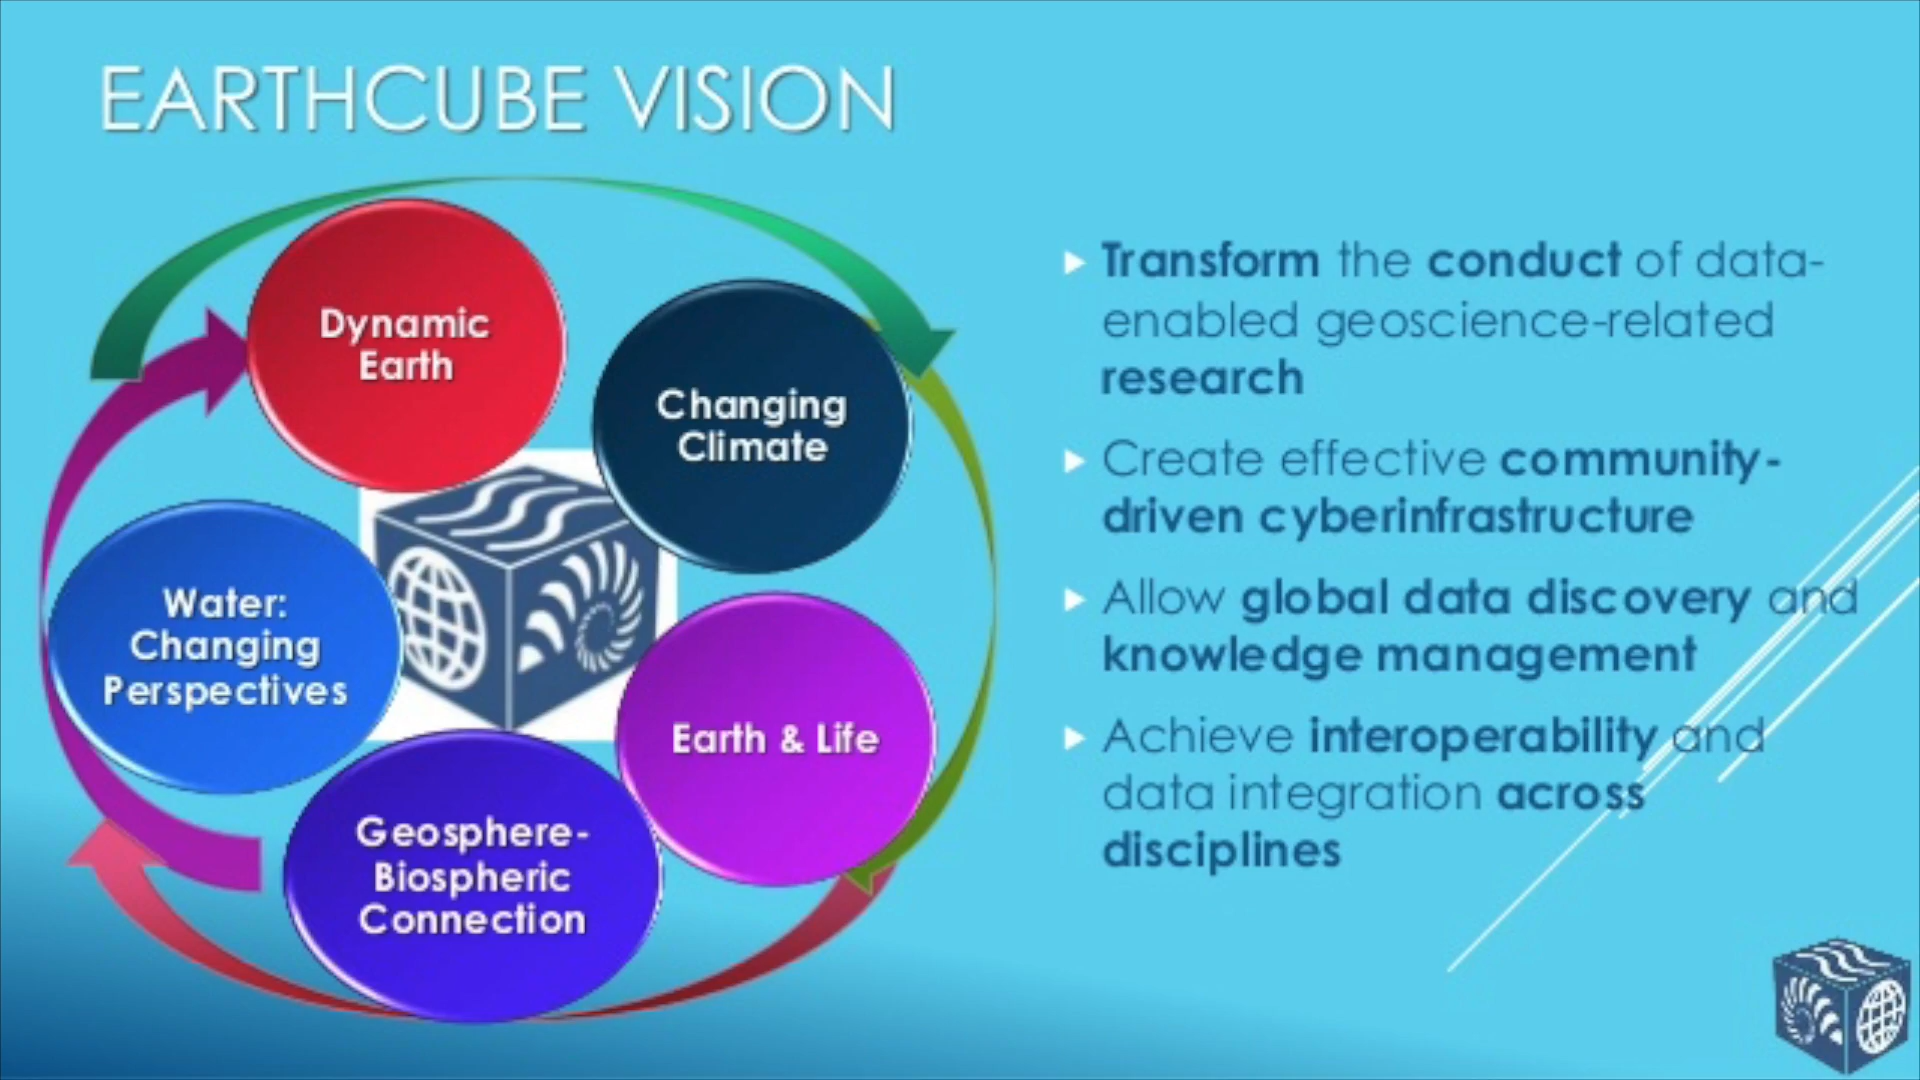 EARTHCUBE VISION
Dynamic
Earth
Changing
Climate
Water:
Changing
Perspectives
Earth & Life
Geosphere-
Biospheric
Connection
Transform the conduct of data-
enabled geoscience-related
research
Create effective community-
driven cyberinfrastructure
Allow global data discovery and
knowledge management
Achieve interoperability and
data integration across
disciplines